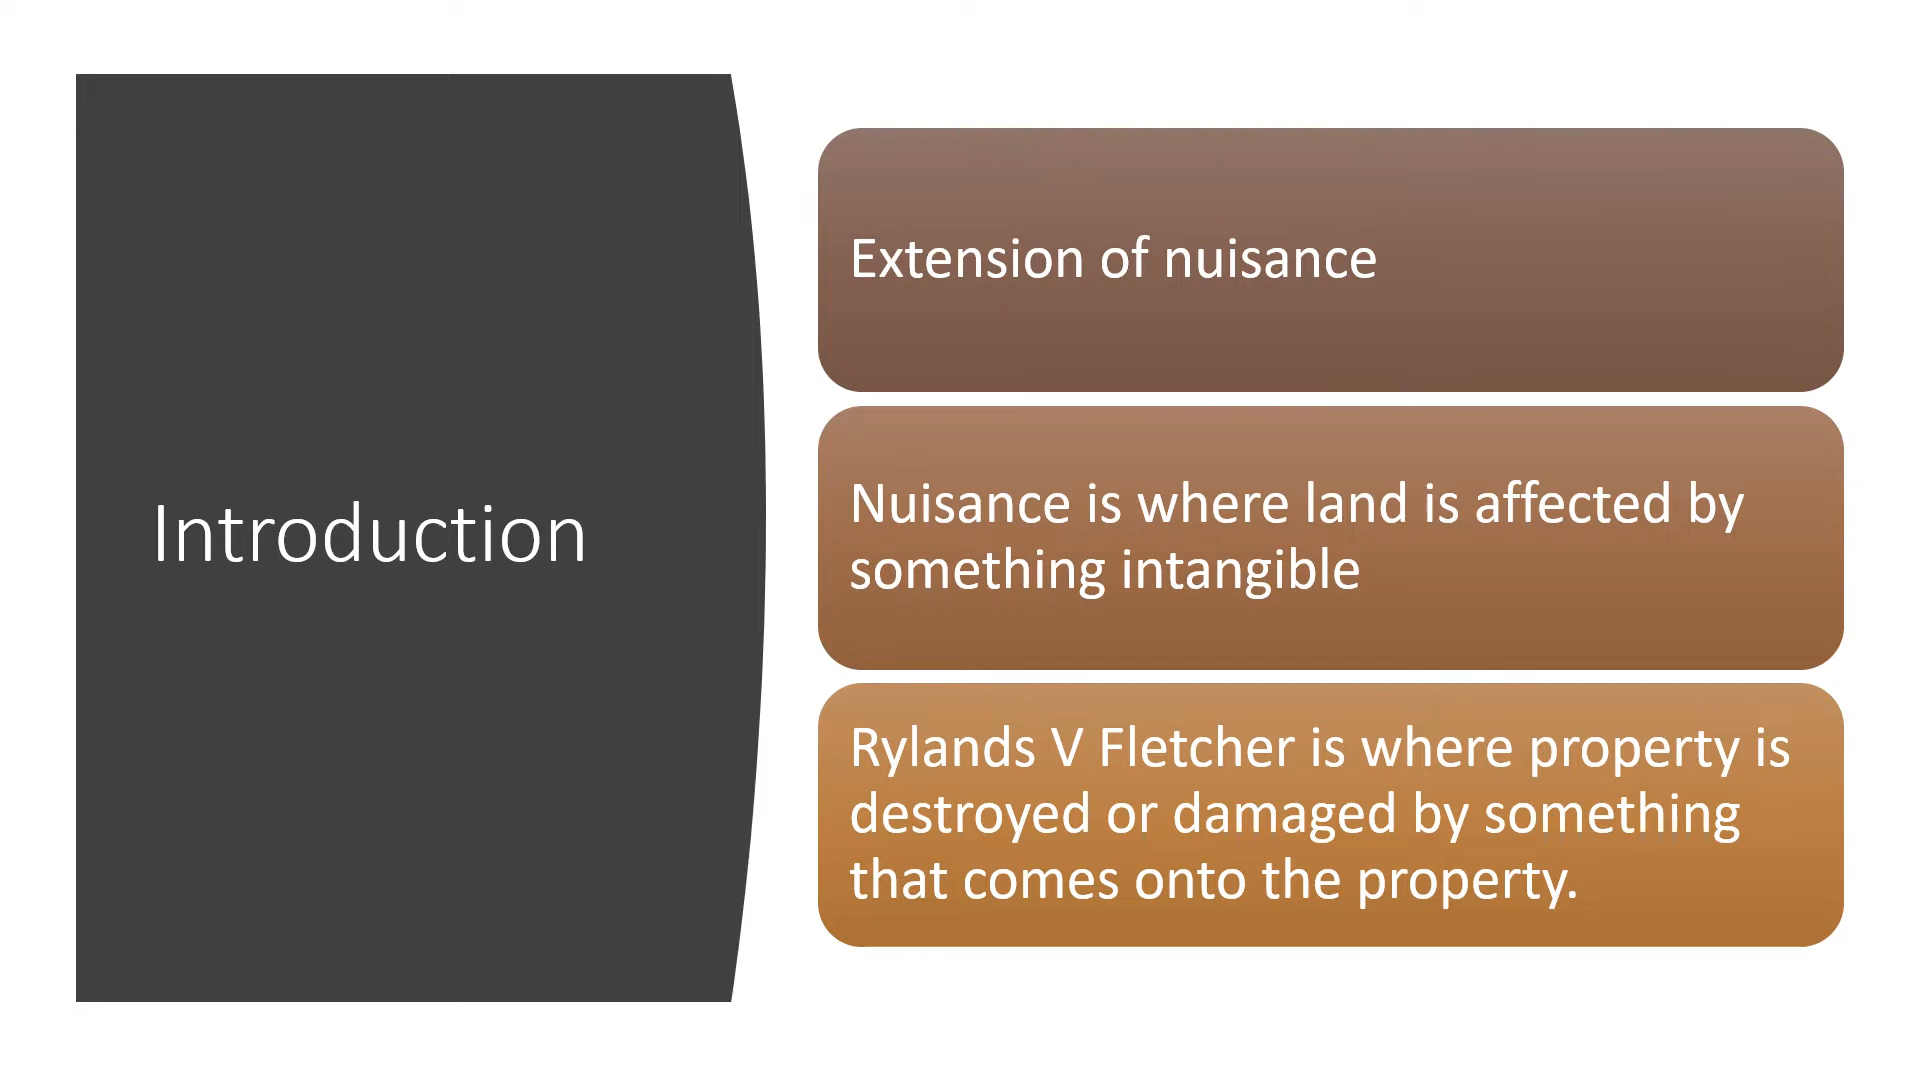 Introduction
Extension of nuisance
Nuisance is where land is affected by
something intangible
Rylands V Fletcher is where property is
destroyed or damaged by something
that comes onto the property.